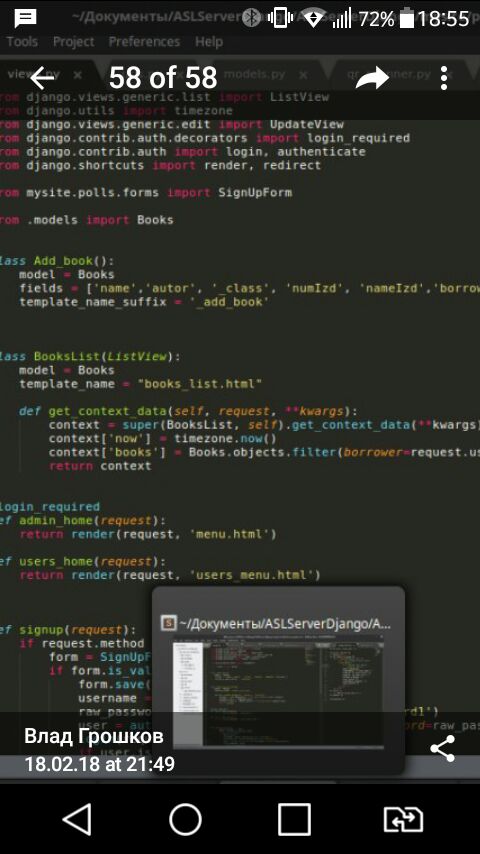 ~/Документы/ASLServerDjango/ 72% 18:55
Tools Project Preferences Help
58 of 58
models.py
rom django.views.generic.list import ListView
rom django.utils import timezone
rom django.views.generic.edit import UpdateView
rom django.contrib.auth.decorators import login_required
rom django.contrib.auth import login, authenticate
rom django.shortcuts import render, redirect
rom mysite.polls.forms import SignUpForm
rom .models import Books
lass Add_book():
model = Books
fields = ['name','autor', '_class', 'numIzd', 'nameIzd','borrow
template_name_suffix = '_add_book'
lass BooksList(ListView):
model = Books
template_name = "books_list.html"
def get_context_data(self, request, **kwargs):
context = super(BooksList, self).get_context_data(**kwargs)
context['now'] = timezone.now()
context['books'] = Books.objects.filter(borrower=request.us
return context
login_required
ef admin_home(request):
return render(request, 'menu.html')
ef users_home(request):
return render(request, 'users_menu.html')
~/Документы/ASLServerDjango/A...
ef signup(request):
if request.method
form = SignUpF
if form.is_val
form.save(
username =
raw_passwo rd1')
user = aut ord=raw_pas
Влад Грошков
if user.is
18.02.18 at 21:49